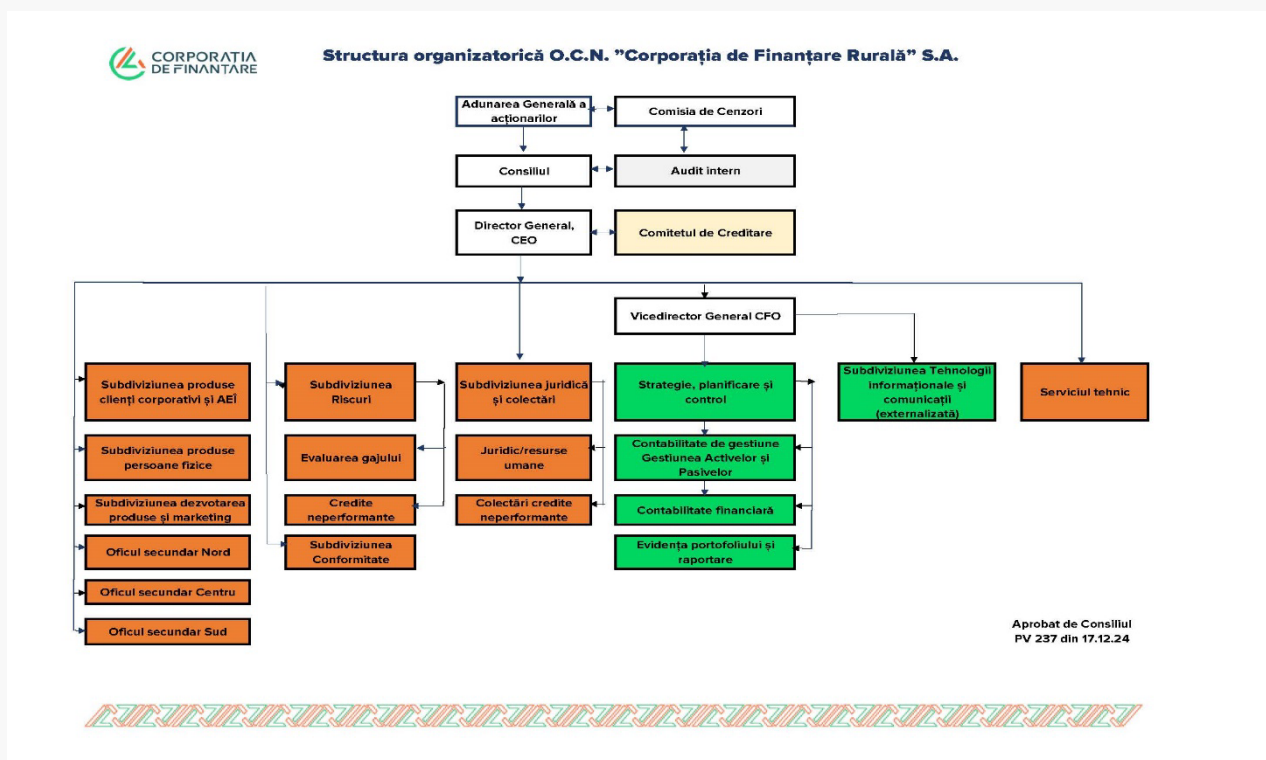 CORPORAȚIA
DE FINANȚARE
Structura organizatorică O.C.N. ”Corporația de Finanțare Rurală” S.A.
Adunarea Generală a
acționarilor
Comisia de Cenzori
Consiliul
Audit intern
Director General,
CEO
Comitetul de Creditare
Vicedirector General CFO
Subdiviziunea produse
clienți corporativi și AEÎ
Subdiviziunea
Riscuri
Subdiviziunea juridică
și colectări
Strategie, planificare și
control
Subdiviziunea Tehnologii
informaționale și
comunicații
(externalizată)
Serviciul tehnic
Subdiviziunea produse
persoane fizice
Evaluarea gajului
Juridic/resurse
umane
Contabilitate de gestiune
Gestiunea Activelor și
Pasivelor
Subdiviziunea dezvotarea
produse și marketing
Credite
neperformante
Colectări credite
neperformante
Contabilitate financiară
Oficul secundar Nord
Subdiviziunea
Conformitate
Evidența portofoliului și
raportare
Oficul secundar Centru
Oficul secundar Sud
Aprobat de Consiliul
PV 237 din 17.12.24